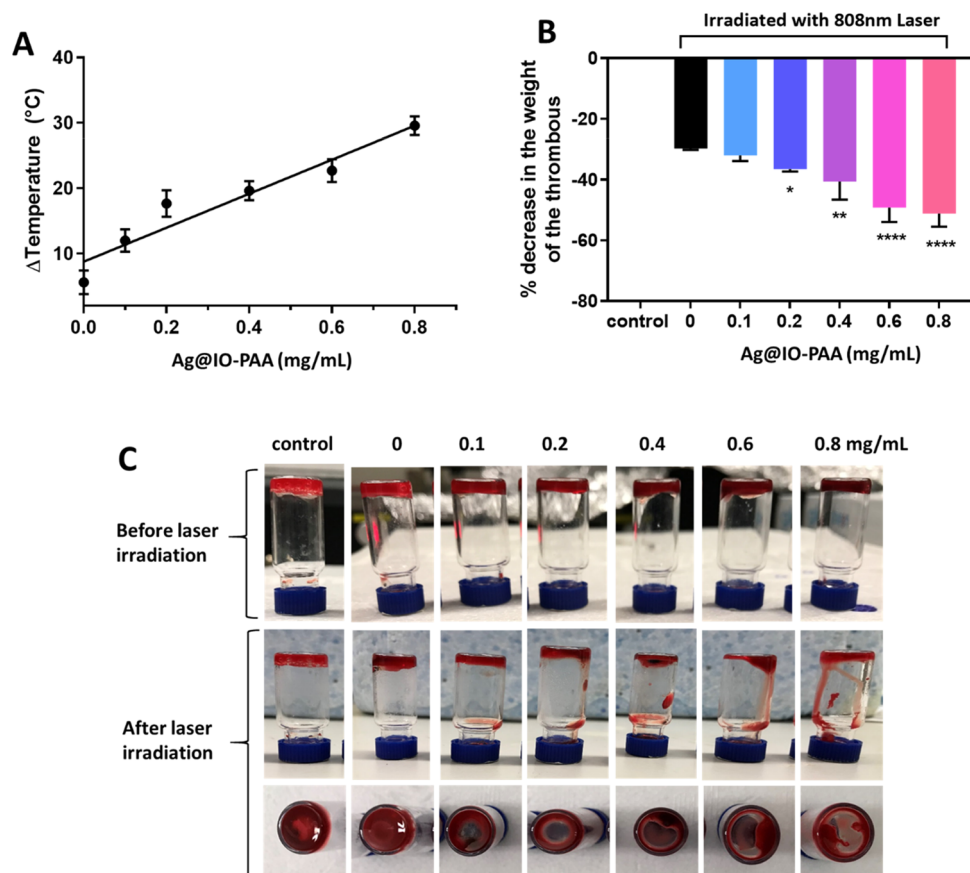 A
ΔTemperature (°C)
40
30
20
10
0.0 0.2 0.4 0.6 0.8
Ag@IO-PAA (mg/mL)
B
Irradiated with 808nm Laser
% decrease in the weight
of the thrombous
0
-20
-40
-60
-80
*
**
****
****
control 0 0.1 0.2 0.4 0.6 0.8
Ag@IO-PAA (mg/mL)
C
control 0 0.1 0.2 0.4 0.6 0.8 mg/mL
Before laser
irradiation
After laser
irradiation